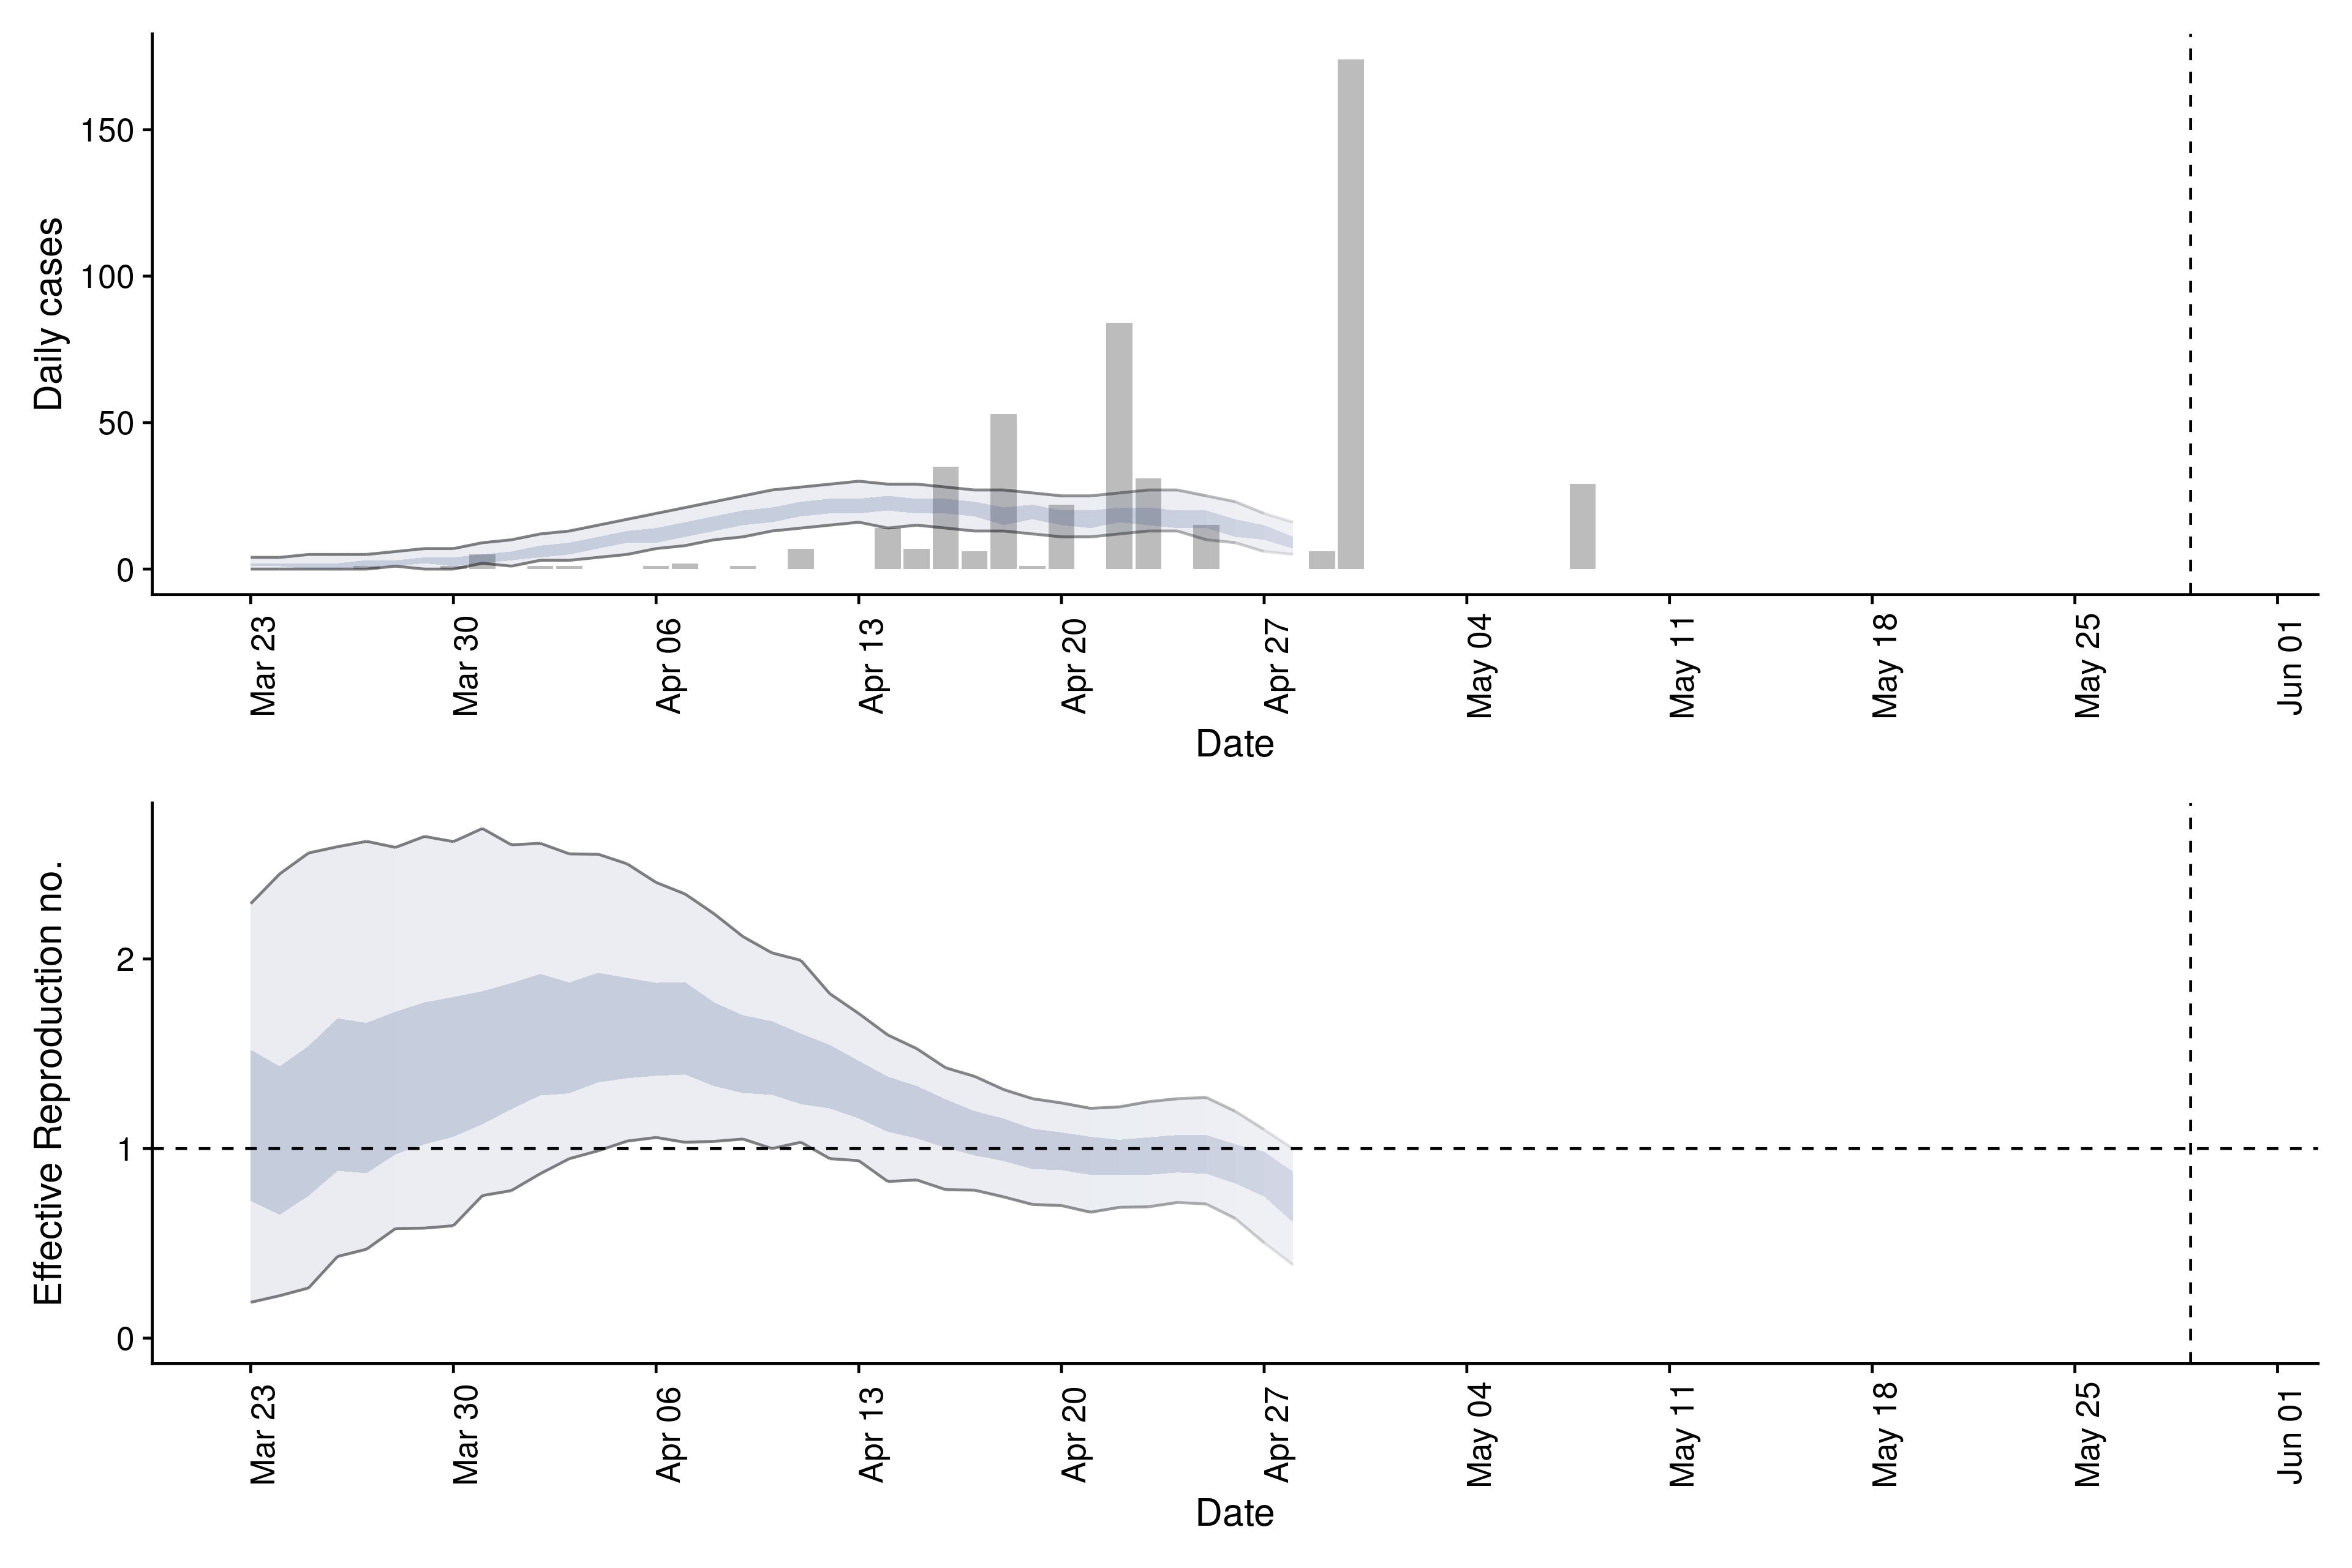 Daily cases
150
100
50
0
Mar 23
Mar 30
Apr 06
Apr 13
Apr 20
Apr 27
May 04
May 11
May 18
May 25
Jun 01
Date
Effective Reproduction no.
2
1
0
Mar 23
Mar 30
Apr 06
Apr 13
Apr 20
Apr 27
May 04
May 11
May 18
May 25
Jun 01
Date